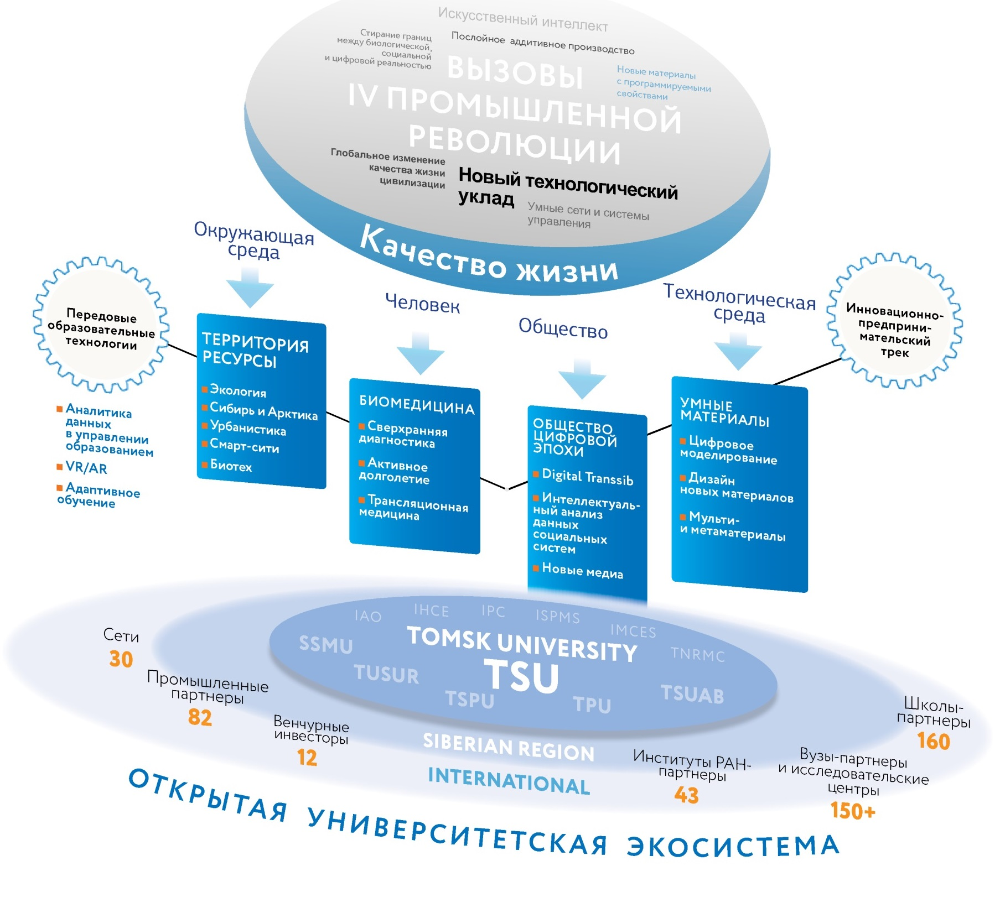 Искусственный интеллект
Стирание границ
между биологической,
социальной
и цифровой реальностью
Послойное аддитивное производство
Новые материалы
с программируемыми
свойствами
ВЫЗОВЫ
IV ПРОМЫШЛЕННОЙ
РЕВОЛЮЦИИ
Глобальное изменение
качества жизни
цивилизации
Новый технологический
уклад
Умные сети и системы
управления
Качество жизни
Окружающая
среда
Человек
Общество
Технологическая
среда
Передовые
образовательные
технологии
Аналитика
данных
в управлении
образованием
VR/AR
Адаптивное
обучение
ТЕРРИТОРИЯ
РЕСУРСЫ
Экология
Сибирь и Арктика
Урбанистика
Смарт-сити
Биотех
БИОМЕДИЦИНА
Сверхранняя
диагностика
Активное
долголетие
Трансляционная
медицина
ОБЩЕСТВО
ЦИФРОВОЙ
ЭПОХИ
Digital Transsib
Интеллектуаль-
ный анализ
данных
социальных
систем
Новые медиа
УМНЫЕ
МАТЕРИАЛЫ
Цифровое
моделирование
Дизайн
новых материалов
Мульти-
и метаматериалы
Инновационно-
предприни-
мательский
трек
IAO
IHCE
IPC
ISPMS
IMCES
TNRMC
SSMU
TOMSK UNIVERSITY
TSU
TUSUR
TSPU
TPU
TSUAB
SIBERIAN REGION
INTERNATIONAL
Сети
30
Промышленные
партнеры
82
Венчурные
инвесторы
12
Институты РАН-
партнеры
43
Вузы-партнеры
и исследовательские
центры
150+
Школы-
партнеры
160
ОТКРЫТАЯ УНИВЕРСИТЕТСКАЯ ЭКОСИСТЕМА